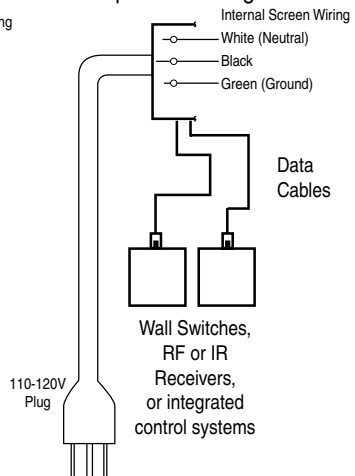 Internal Screen Wiring
White (Neutral)
Black
Green (Ground)
Data
Cables
Wall Switches,
RF or IR
Receivers,
or integrated
control systems
110-120V
Plug